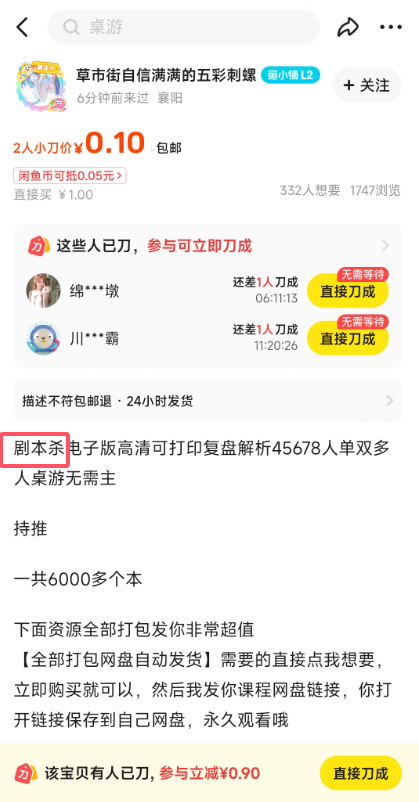 桌游
草市街自信满满的五彩刺螺
鱼小铺 L2
6分钟前来过 襄阳
+ 关注
2人小刀价¥0.10 包邮
闲鱼币可抵0.05元>
直接买 ¥1.00
332人想要 1747浏览
刀 这些人已刀，参与可立即刀成
绵***墩
还差1人刀成
06:11:13
无需等待
直接刀成
川***霸
还差1人刀成
11:20:26
无需等待
直接刀成
描述不符包邮退 · 24小时发货
剧本杀电子版高清可打印复盘解析45678人单双多
人桌游无需主
持推
一共6000多个本
下面资源全部打包发你非常超值
【全部打包网盘自动发货】需要的直接点我想要，
立即购买就可以，然后我发你课程网盘链接，你打
开链接保存到自己网盘，永久观看哦
刀 该宝贝有人已刀，参与立减¥0.90
直接刀成